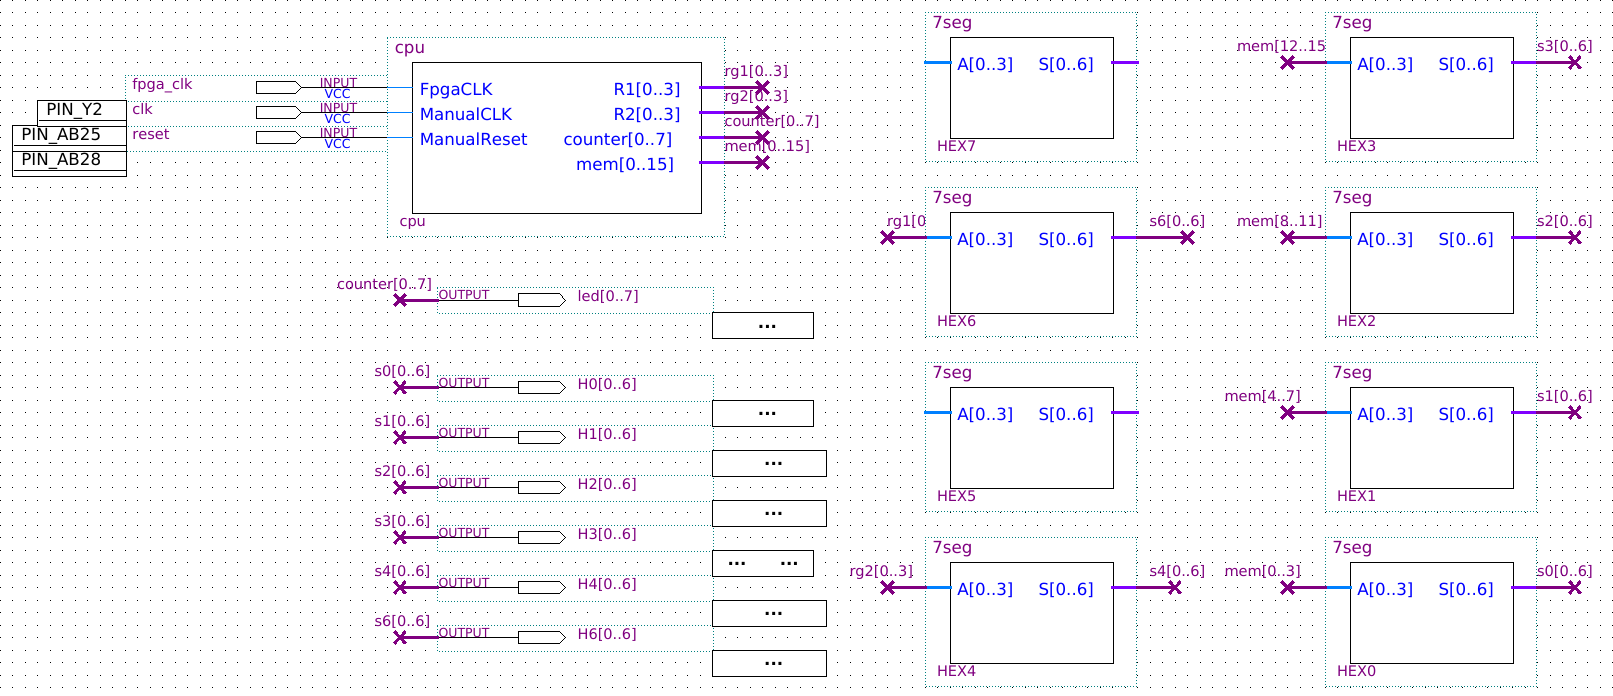 cpu
fpga_clk
INPUT
VCC
PIN_Y2
clk
INPUT
VCC
PIN_AB25
reset
INPUT
VCC
PIN_AB28
FpgaCLK
R1[0..3]
ManualCLK
R2[0..3]
ManualReset
counter[0..7]
mem[0..15]
cpu
rg1[0..3]
rg2[0..3]
counter[0..7]
mem[0..15]
counter[0..7]
OUTPUT
led[0..7]
...
s0[0..6]
OUTPUT
H0[0..6]
...
s1[0..6]
OUTPUT
H1[0..6]
...
s2[0..6]
OUTPUT
H2[0..6]
...
s3[0..6]
OUTPUT
H3[0..6]
... ...
s4[0..6]
OUTPUT
H4[0..6]
...
s6[0..6]
OUTPUT
H6[0..6]
...
7seg
A[0..3] S[0..6]
HEX7
7seg
rg1[0
A[0..3] S[0..6]
s6[0..6]
HEX6
7seg
A[0..3] S[0..6]
HEX5
7seg
rg2[0..3]
A[0..3] S[0..6]
s4[0..6]
HEX4
7seg
mem[12..15
A[0..3] S[0..6]
s3[0..6]
HEX3
7seg
mem[8..11]
A[0..3] S[0..6]
s2[0..6]
HEX2
7seg
mem[4..7]
A[0..3] S[0..6]
s1[0..6]
HEX1
7seg
mem[0..3]
A[0..3] S[0..6]
s0[0..6]
HEX0